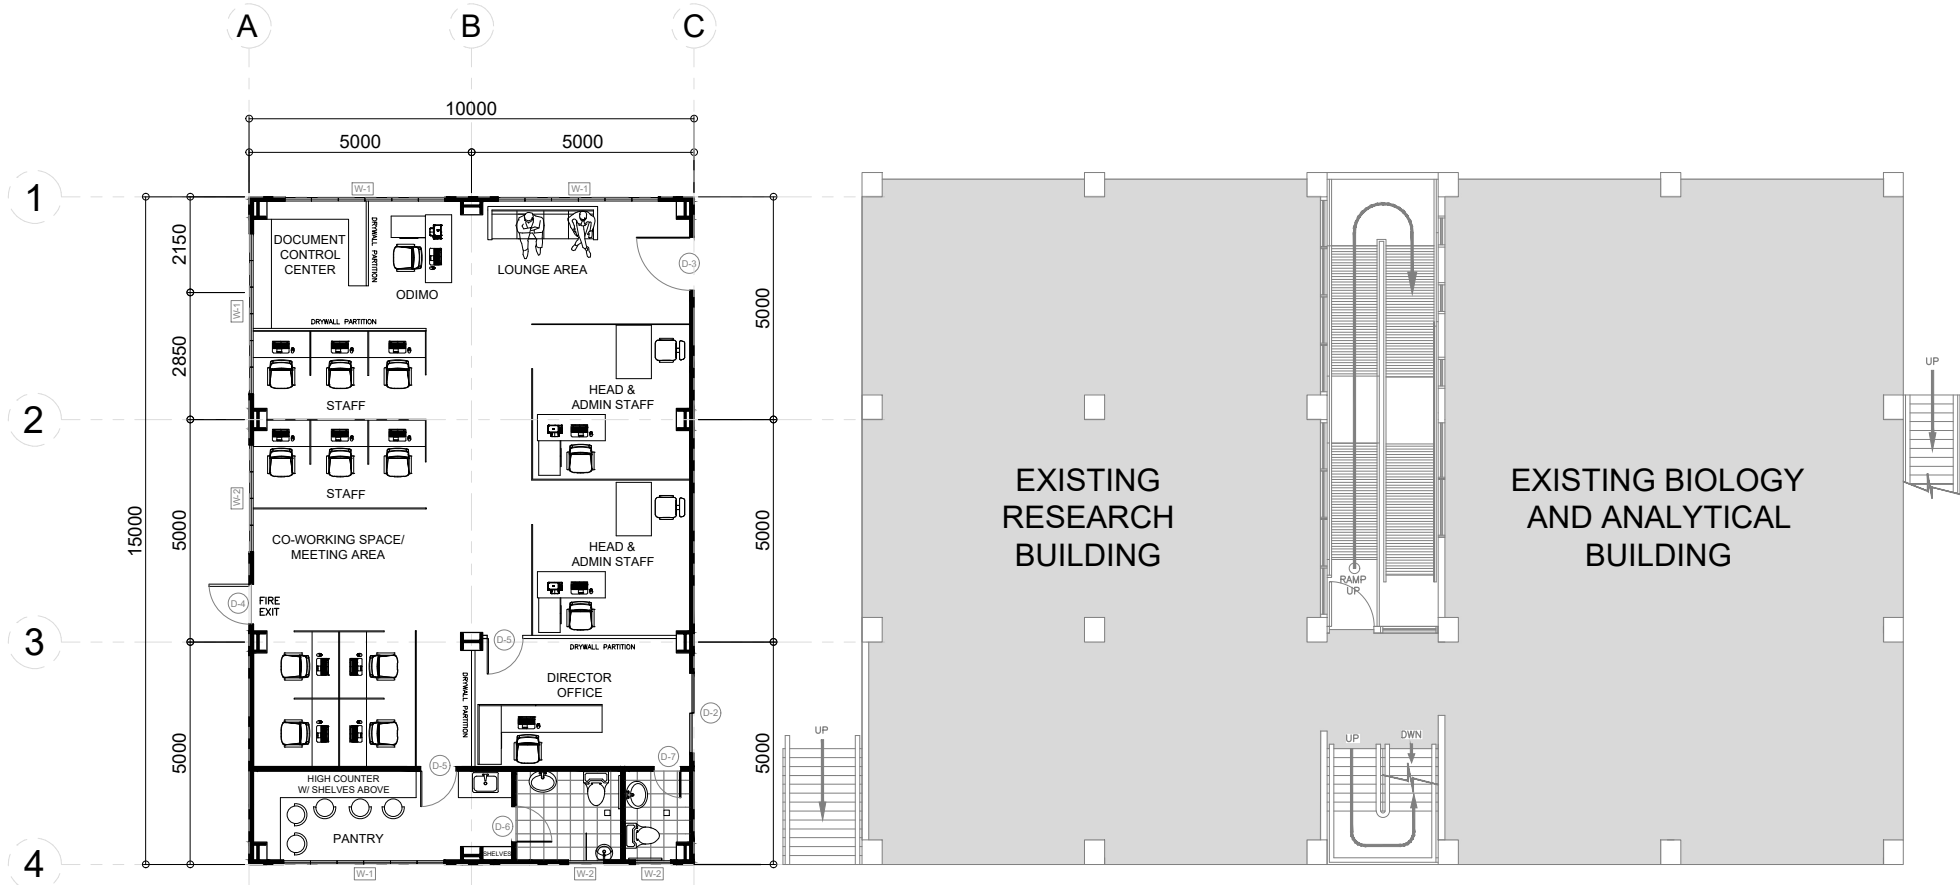 A
B
C
10000
5000
5000
1
2
3
4
2150
2850
5000
5000
15000
5000
5000
5000
W-1
W-1
W-1
W-2
DOCUMENT
CONTROL
CENTER
DRYWALL PARTITION
ODIMO
LOUNGE AREA
D-3
DRYWALL PARTITION
STAFF
HEAD &
ADMIN STAFF
STAFF
CO-WORKING SPACE/
MEETING AREA
HEAD &
ADMIN STAFF
D-4
FIRE
EXIT
D-5
DRYWALL PARTITION
DRYWALL PARTITION
DIRECTOR
OFFICE
D-2
D-5
D-7
HIGH COUNTER
W/ SHELVES ABOVE
PANTRY
D-6
SHELVES
W-1
W-2
W-2
EXISTING
RESEARCH
BUILDING
RAMP
UP
EXISTING BIOLOGY
AND ANALYTICAL
BUILDING
UP
UP
UP
DWN